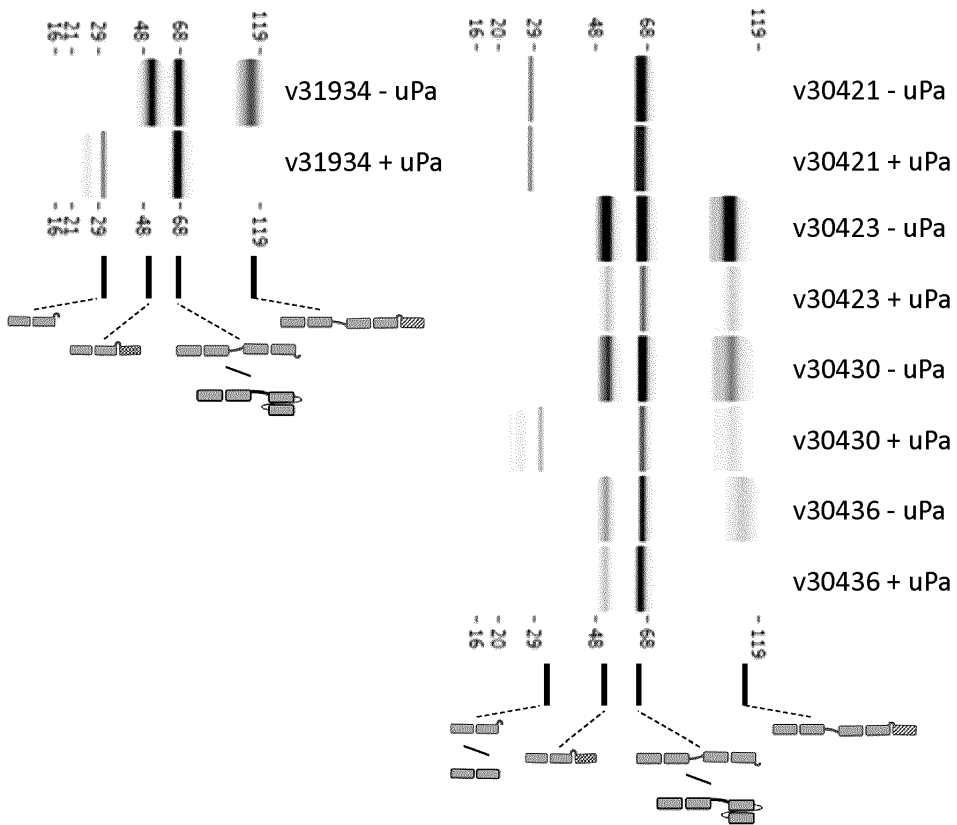 16 - 21 - 29 - 48 - 68 - 119 -
16 - 20 - 29 - 48 - 68 - 119 -
v31934 - uPa
v31934 + uPa
- 16 - 21 - 29 - 48 - 68 - 119
v30421 - uPa
v30421 + uPa
v30423 - uPa
v30423 + uPa
v30430 - uPa
v30430 + uPa
v30436 - uPa
v30436 + uPa
- 16 - 20 - 29 - 48 - 68 - 119